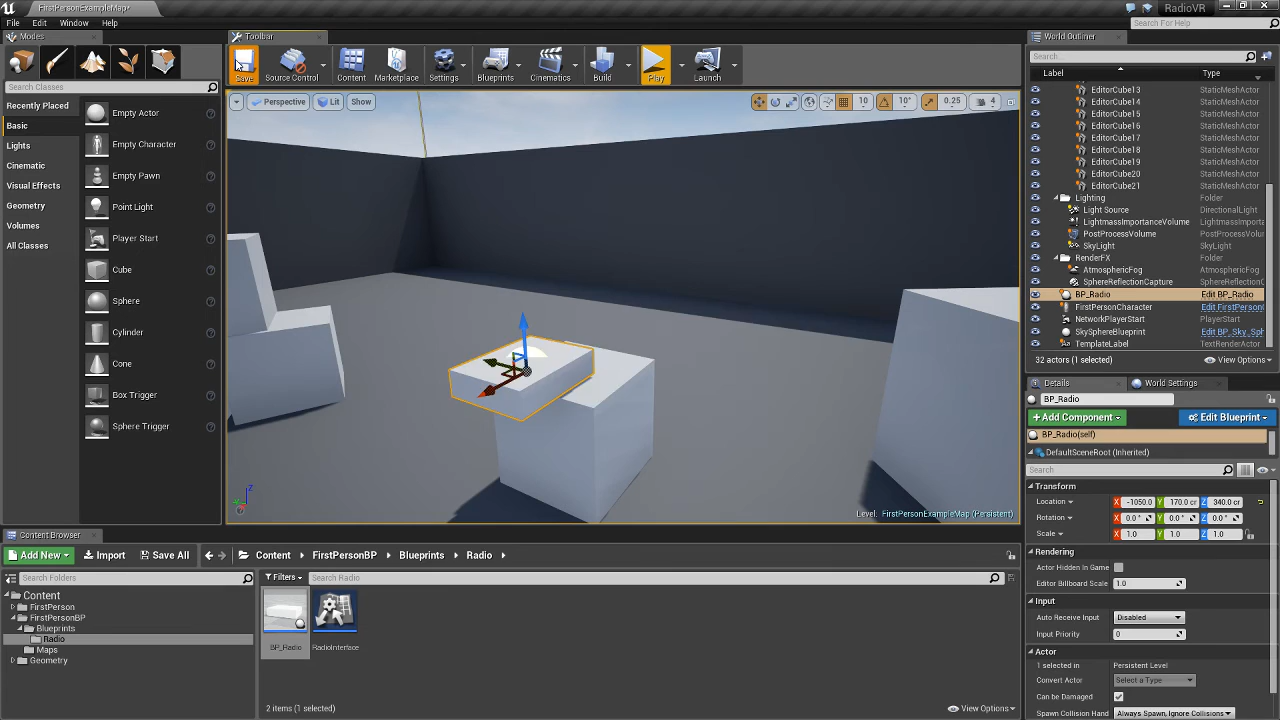 FirstPersonExampleMap*
RadioVR
File Edit Window Help
Search For Help
Modes
Toolbar
World Outliner
Save
Source Control
Content
Marketplace
Settings
Blueprints
Cinematics
Build
Play
Launch
Search Classes
Search...
Label Type
Recently Placed
Basic
Lights
Cinematic
Visual Effects
Geometry
Volumes
All Classes
Empty Actor
Empty Character
Empty Pawn
Point Light
Player Start
Cube
Sphere
Cylinder
Cone
Box Trigger
Sphere Trigger
Perspective Lit Show
10 10° 0.25 4
EditorCube13 StaticMeshActor
EditorCube14 StaticMeshActor
EditorCube15 StaticMeshActor
EditorCube16 StaticMeshActor
EditorCube17 StaticMeshActor
EditorCube18 StaticMeshActor
EditorCube19 StaticMeshActor
EditorCube20 StaticMeshActor
EditorCube21 StaticMeshActor
Lighting Folder
Light Source DirectionalLight
LightmassImportanceVolume LightmassImporta
PostProcessVolume PostProcessVolum
SkyLight SkyLight
RenderFX Folder
AtmosphericFog AtmosphericFog
SphereReflectionCapture SphereReflectionC
BP_Radio Edit BP_Radio
FirstPersonCharacter Edit FirstPersonC
NetworkPlayerStart PlayerStart
SkySphereBlueprint Edit BP_Sky_Sph
TemplateLabel TextRenderActor
32 actors (1 selected) View Options
Z
Level: FirstPersonExampleMap (Persistent)
Details World Settings
BP_Radio
+ Add Component Edit Blueprint
BP_Radio(self)
DefaultSceneRoot (Inherited)
Search
Transform
Location X -1050.0 Y 170.0 cr Z 340.0 cr
Rotation X 0.0 ° Y 0.0 ° Z 0.0 °
Scale X 1.0 Y 1.0 Z 1.0
Rendering
Actor Hidden In Game
Editor Billboard Scale 1.0
Input
Auto Receive Input Disabled
Input Priority 0
Actor
1 selected in Persistent Level
Convert Actor Select a Type
Can be Damaged
Spawn Collision Hand Always Spawn, Ignore Collisions
Content Browser
Add New Import Save All Content FirstPersonBP Blueprints Radio
Search Folders
Filters Search Radio
Content
FirstPerson
FirstPersonBP
Blueprints
Radio
Maps
Geometry
BP_Radio
RadioInterface
2 items (1 selected) View Options